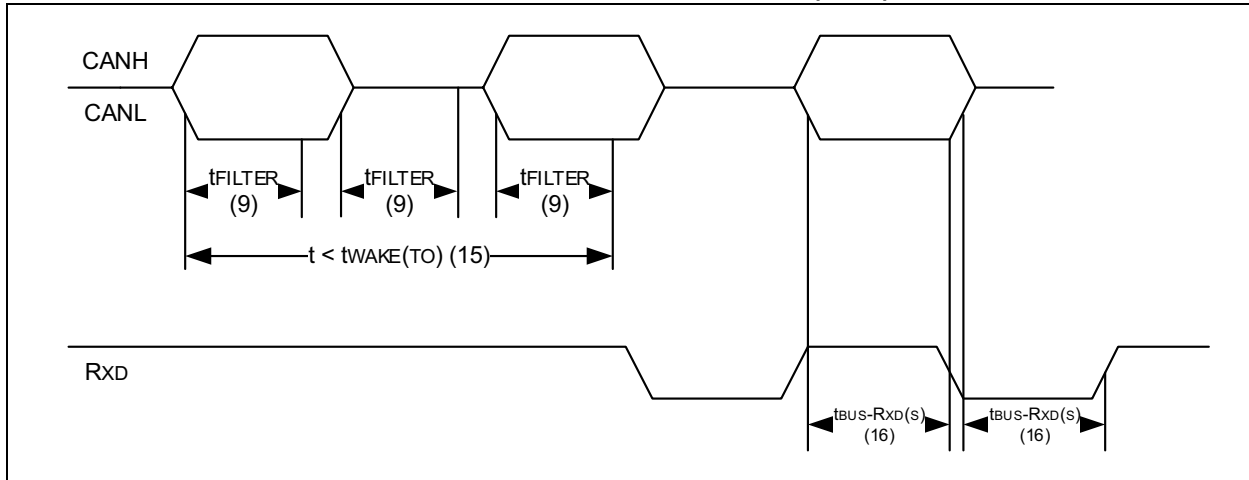 CANH
CANL
tFILTER tFILTER tFILTER
(9) (9) (9)
t < tWAKE(TO) (15)
RXD
tBUS-RXD(S) tBUS-RXD(S)
(16) (16)